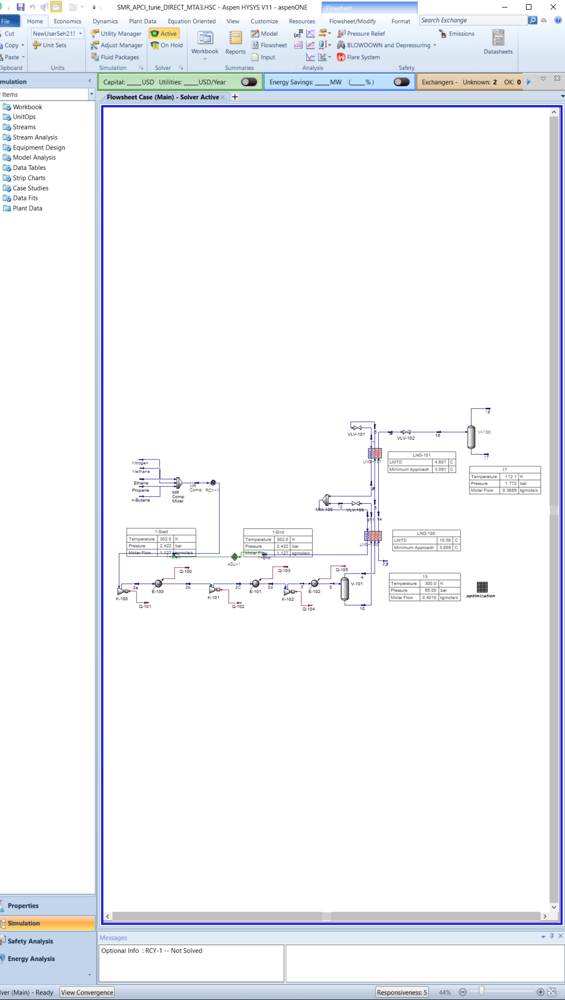 SMR_APCI_tune_DIRECT_MTA3.HSC - Aspen HYSYS V11 - aspenONE
Flowsheet
File Home Economics Dynamics Plant Data Equation Oriented View Customize Resources Flowsheet/Modify Format Search Exchange
Cut
Copy
Paste
lipboard
NewUser5eh21
Unit Sets
Units
Utility Manager
Adjust Manager
Fluid Packages
Simulation
Active
On Hold
Solver
Workbook
Reports
Model
Flowsheet
Input
Summaries
Analysis
Pressure Relief
BLOWDOWN and Depressuring
Flare System
Emissions
Safety
Datasheets
mulation
Capital: ____USD Utilities: ____USD/Year
Energy Savings: ____MW (____%)
Exchangers - Unknown: 2 OK: 0
Items
Flowsheet Case (Main) - Solver Active
+
Workbook
UnitOps
Streams
Stream Analysis
Equipment Design
Model Analysis
Data Tables
Strip Charts
Case Studies
Data Fits
Plant Data
18
VLV-101
6
VLV-102
16
V-100
17
LNG-101
LMTD 4.807 C
Minimum Approach 3.091 C
17
Temperature 112.1 K
Pressure 1.772 bar
Molar Flow 0.3889 kgmole/s
Nitrogen
Methane
Ethane
Propane
n-Butane
MR Comp. Mixer
MR Comp.
RCY-1
8
MIX-100
12
VLV-100
5
9
11
14
LNG-100
LNG-100
LMTD 15.58 C
Minimum Approach 3.009 C
1-Start
Temperature 302.0 K
Pressure 2.422 bar
Molar Flow 1.127 kgmole/s
1-Start
1-End
Temperature 302.0 K
Pressure 2.422 bar
Molar Flow 1.127 kgmole/s
1-End
ADJ-1
13
Q-100
Q-103
Q-105
K-100
2a
E-100
2b
K-101
2C
E-101
2d
K-102
2
E-102
3
V-101
4
10
Q-101
Q-102
Q-104
13
Temperature 300.0 K
Pressure 65.00 bar
Molar Flow 0.4010 kgmole/s
optimization
Properties
Simulation
Safety Analysis
Energy Analysis
Messages
Optional Info : RCY-1 -- Not Solved
lver (Main) - Ready
View Convergence
Responsiveness: 5
44%